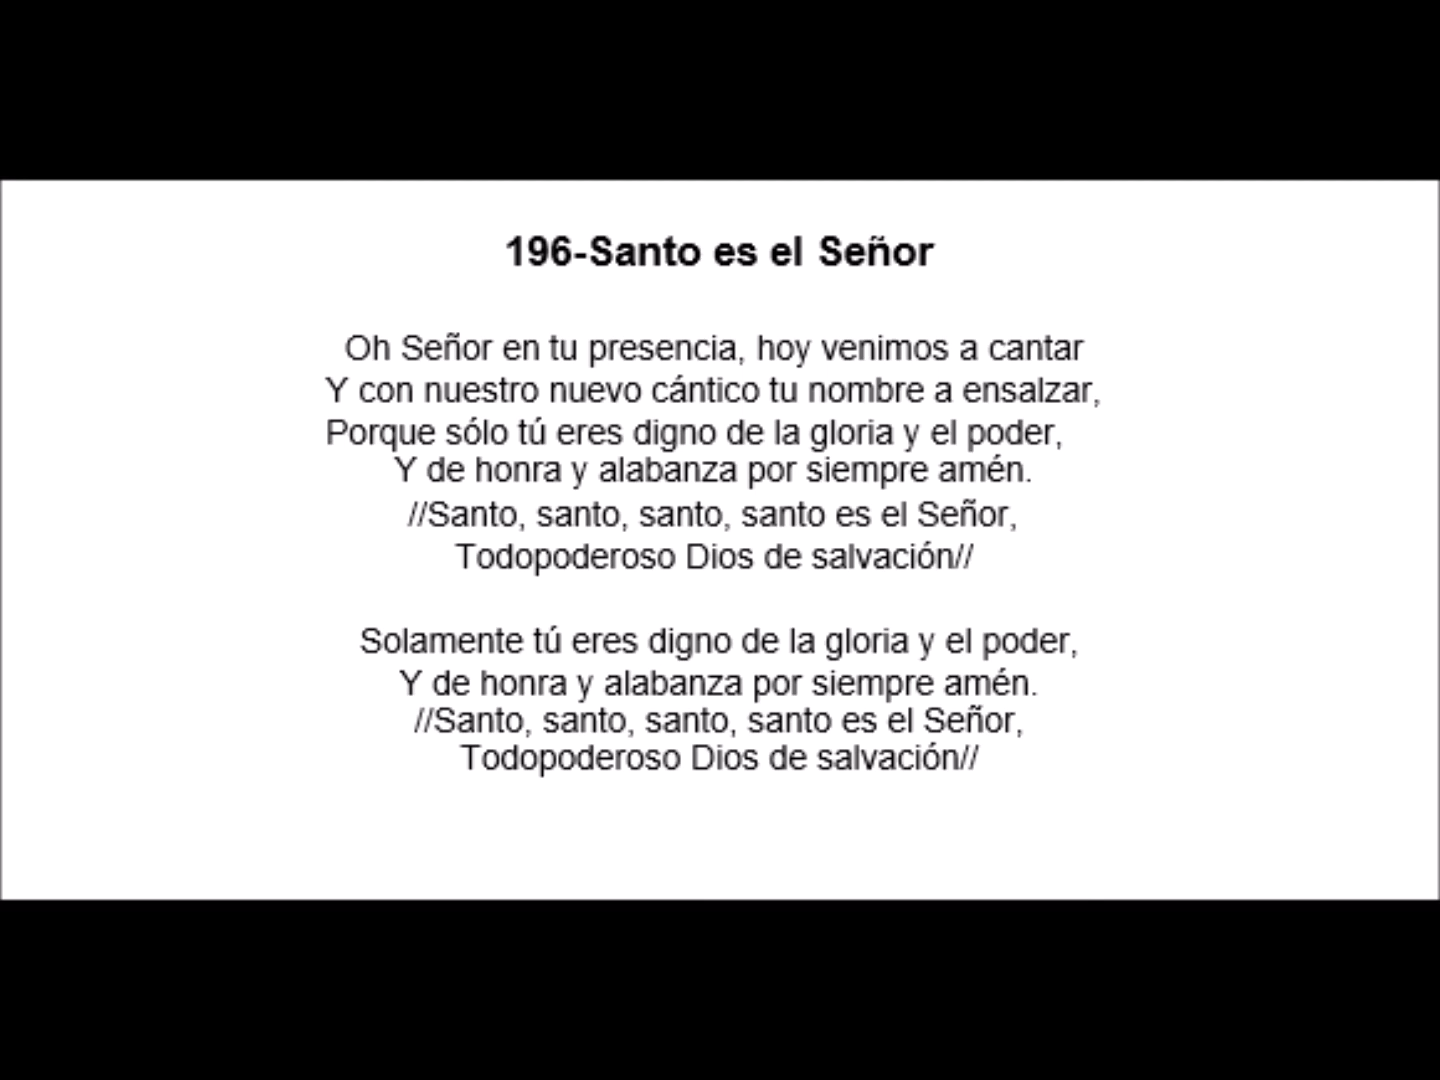 196-Santo es el Señor
Oh Señor en tu presencia, hoy venimos a cantar
Y con nuestro nuevo cántico tu nombre a ensalzar,
Porque sólo tú eres digno de la gloria y el poder,
Y de honra y alabanza por siempre amén.
//Santo, santo, santo, santo es el Señor,
Todopoderoso Dios de salvación//
Solamente tú eres digno de la gloria y el poder,
Y de honra y alabanza por siempre amén.
//Santo, santo, santo, santo es el Señor,
Todopoderoso Dios de salvación//